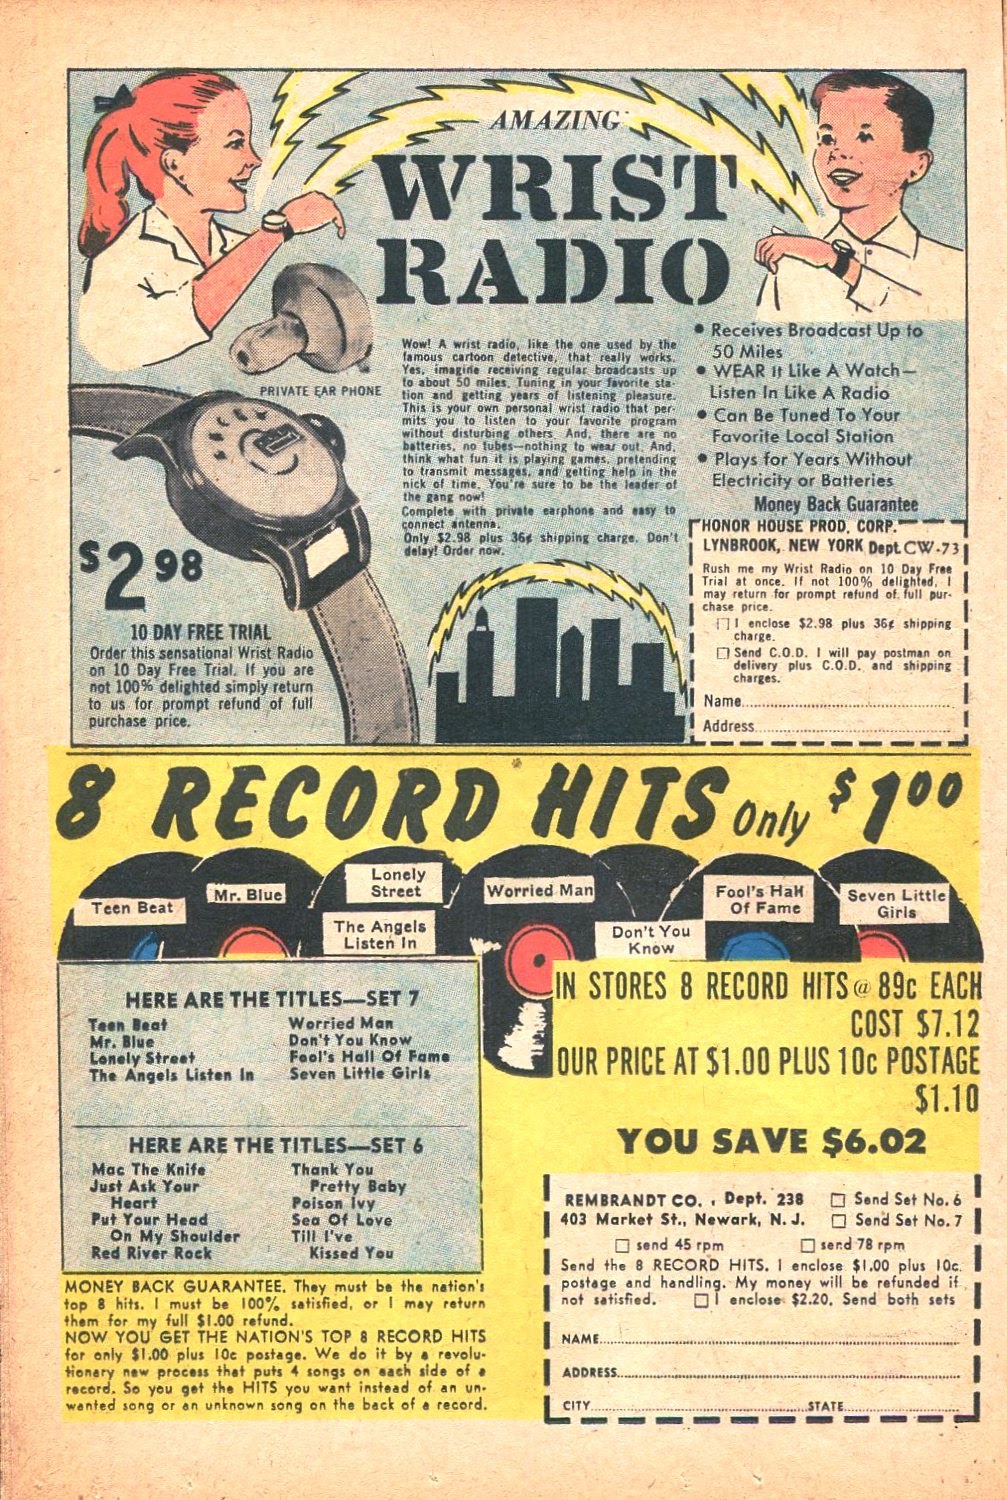 AMAZING
WRIST
RADIO
PRIVATE EAR PHONE
Wow! A wrist radio, like the one used by the
famous cartoon detective, that really works.
Yes, imagine receiving regular broadcasts up
to about 50 miles. Tuning in your favorite sta-
tion and getting years of listening pleasure.
This is your own personal wrist radio that per-
mits you to listen to your favorite program
without disturbing others. And, there are no
batteries, no tubes—nothing to wear out. And,
think what fun it is playing games, pretending
to transmit messages, and getting help in the
nick of time. You're sure to be the leader of
the gang now!
Complete with private earphone and easy to
connect antenna.
Only $2.98 plus 36¢ shipping charge. Don't
delay! Order now.
• Receives Broadcast Up to
50 Miles
• WEAR It Like A Watch—
Listen In Like A Radio
• Can Be Tuned To Your
Favorite Local Station
• Plays for Years Without
Electricity or Batteries
Money Back Guarantee
$2.98
10 DAY FREE TRIAL
Order this sensational Wrist Radio
on 10 Day Free Trial. If you are
not 100% delighted simply return
to us for prompt refund of full
purchase price.
HONOR HOUSE PROD. CORP.
LYNBROOK, NEW YORK Dept. CW-73
Rush me my Wrist Radio on 10 Day Free
Trial at once. If not 100% delighted, I
may return for prompt refund of full pur-
chase price.
☐ I enclose $2.98 plus 36¢ shipping
charge.
☐ Send C.O.D. I will pay postman on
delivery plus C.O.D. and shipping
charges.
Name
Address
8 RECORD HITS Only $1.00
Teen Beat
Mr. Blue
Lonely
Street
The Angels
Listen In
Worried Man
Don't You
Know
Fool's Hall
Of Fame
Seven Little
Girls
HERE ARE THE TITLES—SET 7
Teen Beat
Mr. Blue
Lonely Street
The Angels Listen In
Worried Man
Don't You Know
Fool's Hall Of Fame
Seven Little Girls
HERE ARE THE TITLES—SET 6
Mac The Knife
Just Ask Your
Heart
Put Your Head
On My Shoulder
Red River Rock
Thank You
Pretty Baby
Poison Ivy
Sea Of Love
Till I've
Kissed You
MONEY BACK GUARANTEE. They must be the nation's
top 8 hits. I must be 100% satisfied, or I may return
them for my full $1.00 refund.
NOW YOU GET THE NATION'S TOP 8 RECORD HITS
for only $1.00 plus 10c postage. We do it by a revolu-
tionary new process that puts 4 songs on each side of a
record. So you get the HITS you want instead of an un-
wanted song or an unknown song on the back of a record.
IN STORES 8 RECORD HITS @ 89c EACH
COST $7.12
OUR PRICE AT $1.00 PLUS 10c POSTAGE
$1.10
YOU SAVE $6.02
REMBRANDT CO., Dept. 238 ☐ Send Set No. 6
403 Market St., Newark, N. J. ☐ Send Set No. 7
☐ send 45 rpm ☐ send 78 rpm
Send the 8 RECORD HITS. I enclose $1.00 plus 10c.
postage and handling. My money will be refunded if
not satisfied. ☐ I enclose $2.20. Send both sets
NAME
ADDRESS
CITY STATE